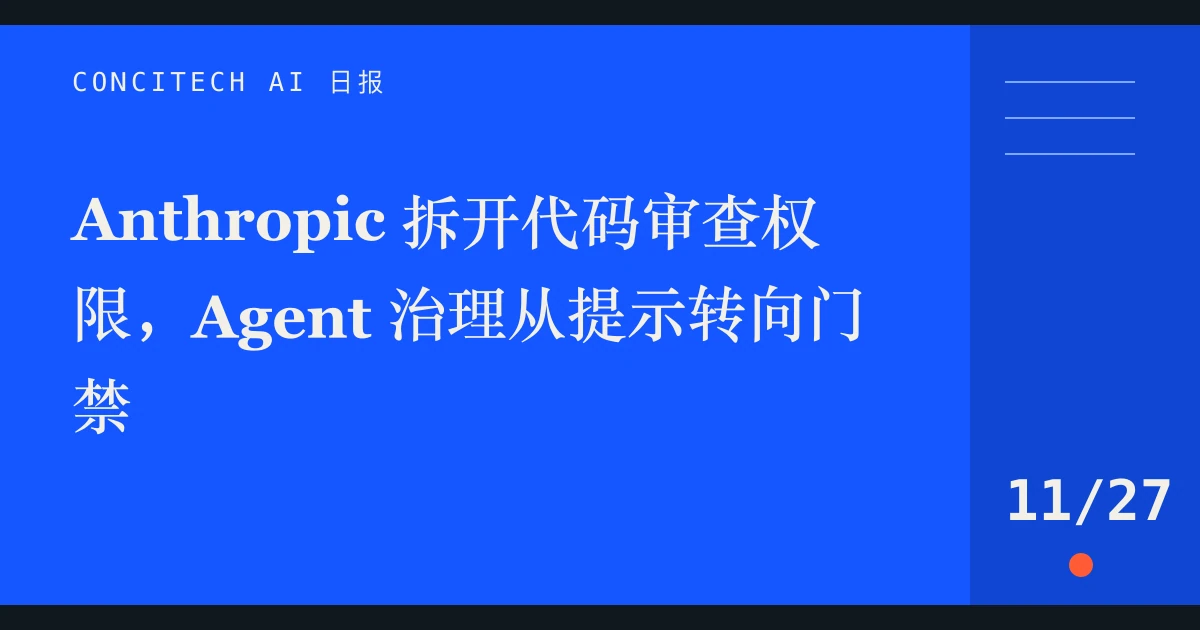 CONCITECH AI 日报
Anthropic 拆开代码审查权
限，Agent 治理从提示转向门
禁
11/27